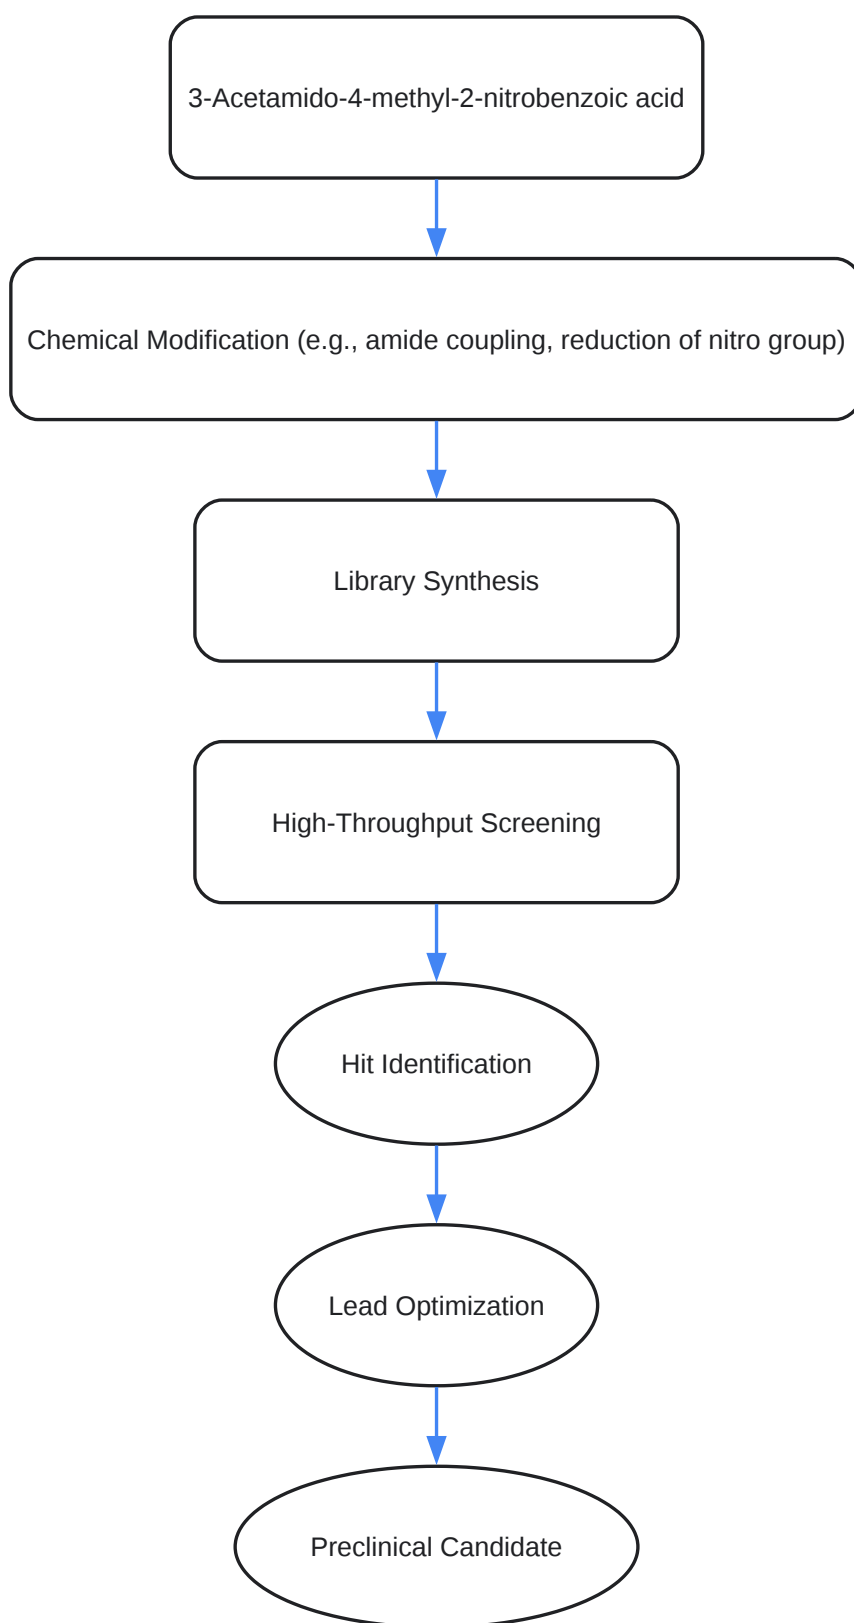 3-Acetamido-4-methyl-2-nitrobenzoic acid
Chemical Modification (e.g., amide coupling, reduction of nitro group)
Library Synthesis
High-Throughput Screening
Hit Identification
Lead Optimization
Preclinical Candidate